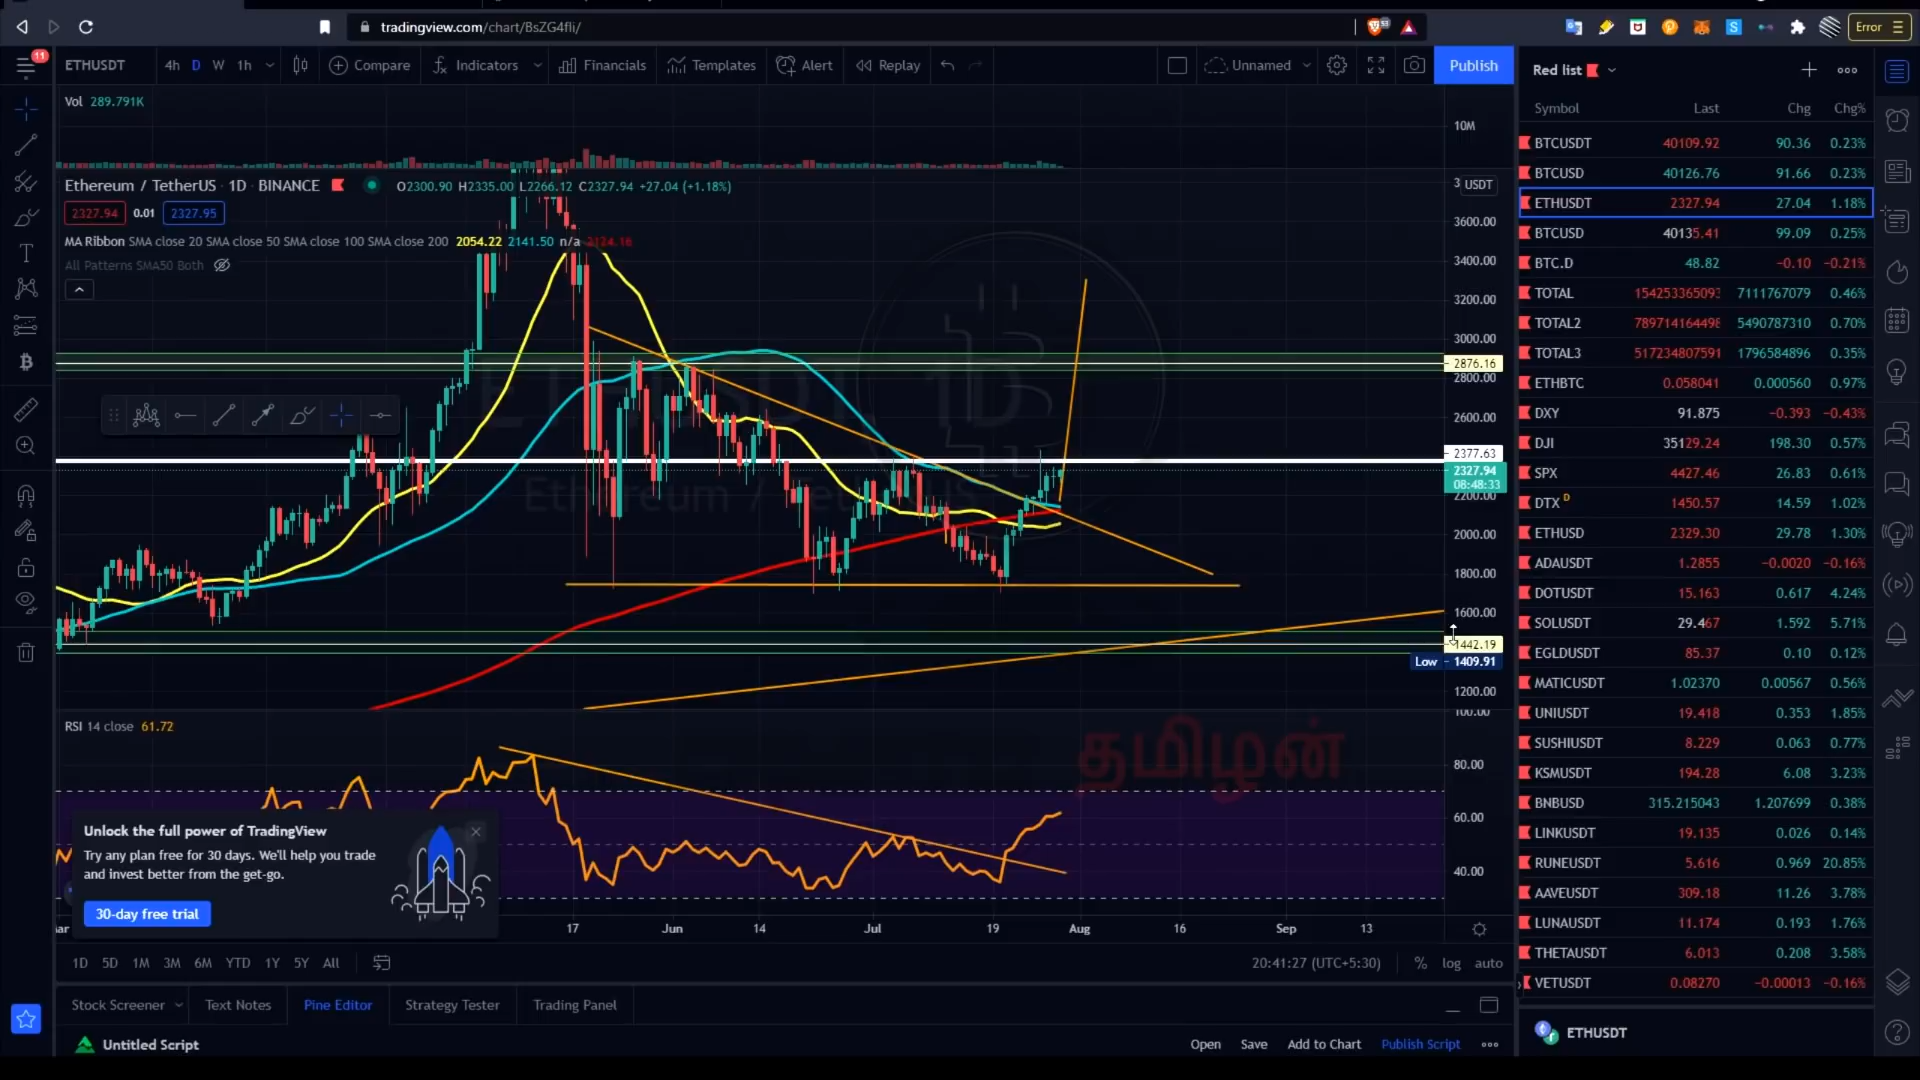 tradingview.com/chart/BsZG4fli/
Error
11
ETHUSDT 4h D W 1h Compare Indicators Financials Templates Alert Replay Unnamed Publish
Vol 289.791K
10M
Ethereum / TetherUS · 1D · BINANCE O2300.90 H2335.00 L2266.12 C2327.94 +27.04 (+1.18%)
USDT
2327.94 0.01 2327.95
MA Ribbon SMA close 20 SMA close 50 SMA close 100 SMA close 200 2054.22 2141.50 n/a 2124.16
All Patterns SMA50 Both
3600.00
3400.00
3200.00
3000.00
2876.16
2800.00
2600.00
2377.63
2327.94
08:48:33
2200.00
2000.00
1800.00
1600.00
1442.19
Low 1409.91
1200.00
ETHUSDT, 1D
Ethereum / TetherUS
RSI 14 close 61.72
100.00
80.00
60.00
40.00
தமிழன்
Unlock the full power of TradingView
Try any plan free for 30 days. We'll help you trade
and invest better from the get-go.
30-day free trial
17 Jun 14 Jul 19 Aug 16 Sep 13
1D 5D 1M 3M 6M YTD 1Y 5Y All
20:41:27 (UTC+5:30) % log auto
Stock Screener Text Notes Pine Editor Strategy Tester Trading Panel
Untitled Script
Open Save Add to Chart Publish Script
Red list
Symbol Last Chg Chg%
BTCUSDT 40109.92 90.36 0.23%
BTCUSD 40126.76 91.66 0.23%
ETHUSDT 2327.94 27.04 1.18%
BTCUSD 40135.41 99.09 0.25%
BTC.D 48.82 −0.10 −0.21%
TOTAL 154253365093 7111767079 0.46%
TOTAL2 789714164498 5490787310 0.70%
TOTAL3 517234807591 1796584896 0.35%
ETHBTC 0.058041 0.000560 0.97%
DXY 91.875 −0.393 −0.43%
DJI 35129.24 198.30 0.57%
SPX 4427.46 26.83 0.61%
DTX D 1450.57 14.59 1.02%
ETHUSD 2329.30 29.78 1.30%
ADAUSDT 1.2855 −0.0020 −0.16%
DOTUSDT 15.163 0.617 4.24%
SOLUSDT 29.467 1.592 5.71%
EGLDUSDT 85.37 0.10 0.12%
MATICUSDT 1.02370 0.00567 0.56%
UNIUSDT 19.418 0.353 1.85%
SUSHIUSDT 8.229 0.063 0.77%
KSMUSDT 194.28 6.08 3.23%
BNBUSD 315.215043 1.207699 0.38%
LINKUSDT 19.135 0.026 0.14%
RUNEUSDT 5.616 0.969 20.85%
AAVEUSDT 309.18 11.26 3.78%
LUNAUSDT 11.174 0.193 1.76%
THETAUSDT 6.013 0.208 3.58%
VETUSDT 0.08270 −0.00013 −0.16%
ETHUSDT